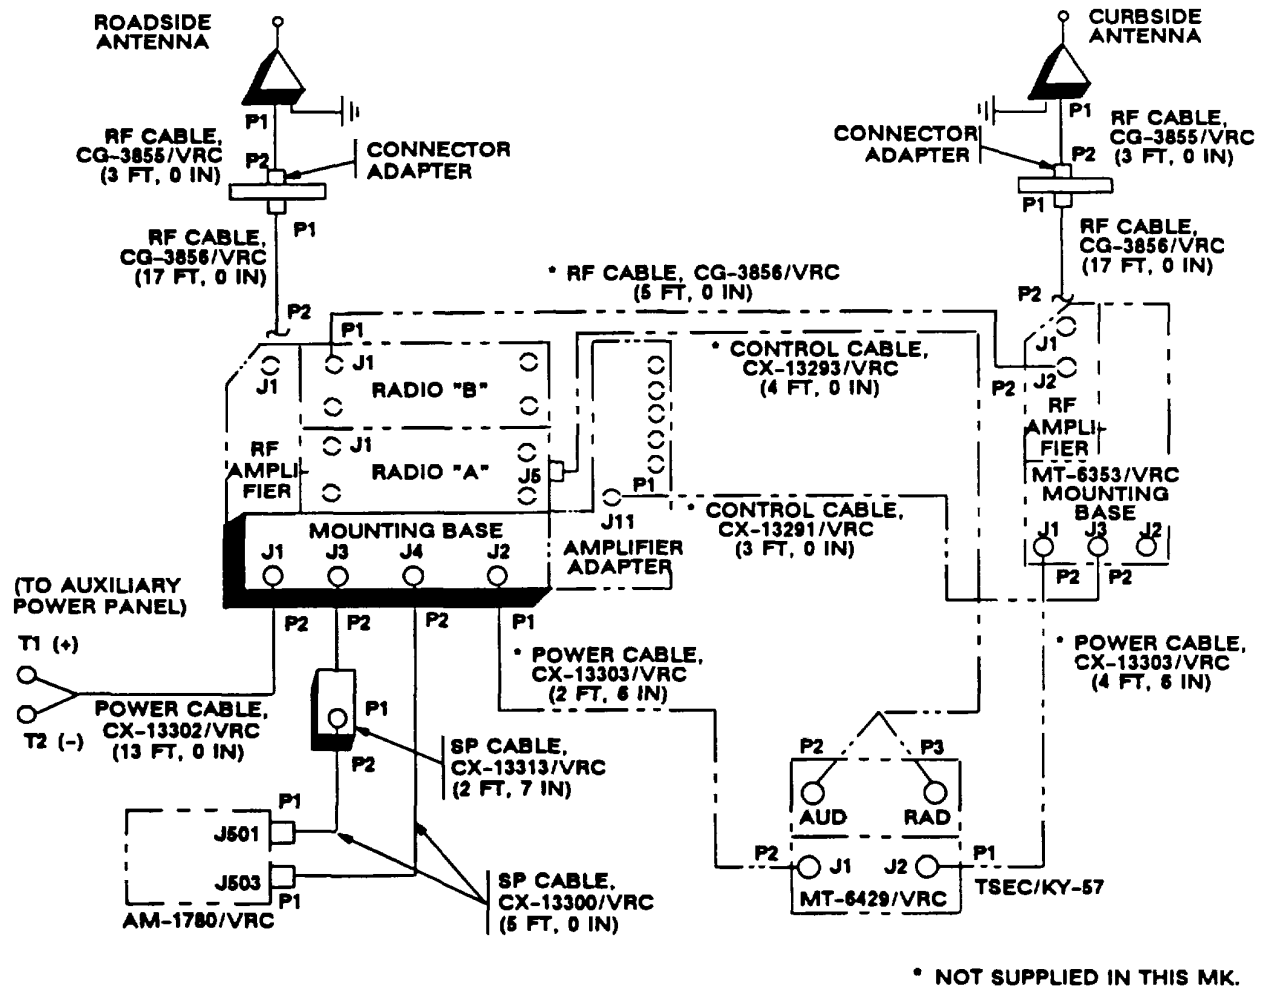 ROADSIDE
ANTENNA
CURBSIDE
ANTENNA
P1
P1
RF CABLE,
CG-3855/VRC
(3 FT, 0 IN)
P2
CONNECTOR
ADAPTER
CONNECTOR
ADAPTER
P2
RF CABLE,
CG-3855/VRC
(3 FT, 0 IN)
P1
P1
RF CABLE,
CG-3856/VRC
(17 FT, 0 IN)
RF CABLE,
CG-3856/VRC
(17 FT, 0 IN)
* RF CABLE, CG-3856/VRC
(5 FT, 0 IN)
P2
P2
P1
J1
J1
RADIO "B"
* CONTROL CABLE,
CX-13293/VRC
(4 FT, 0 IN)
P2
J1
J2
RF
AMPLI-
FIER
RF
AMPLI-
FIER
J1
RADIO "A"
J5
P1
J11
AMPLIFIER
ADAPTER
* CONTROL CABLE,
CX-13291/VRC
(3 FT, 0 IN)
MT-6353/VRC
MOUNTING
BASE
J1 J3 J2
P2 P2
MOUNTING BASE
J1 J3 J4 J2
P2 P2 P2 P1
(TO AUXILIARY
POWER PANEL)
T1 (+)
T2 (-)
POWER CABLE,
CX-13302/VRC
(13 FT, 0 IN)
* POWER CABLE,
CX-13303/VRC
(2 FT, 6 IN)
* POWER CABLE,
CX-13303/VRC
(4 FT, 6 IN)
P1
P2
SP CABLE,
CX-13313/VRC
(2 FT, 7 IN)
P2 P3
AUD RAD
P1
J501
J503
P1
AM-1780/VRC
SP CABLE,
CX-13300/VRC
(5 FT, 0 IN)
P2 J1 J2 P1
MT-6429/VRC
TSEC/KY-57
* NOT SUPPLIED IN THIS MK.